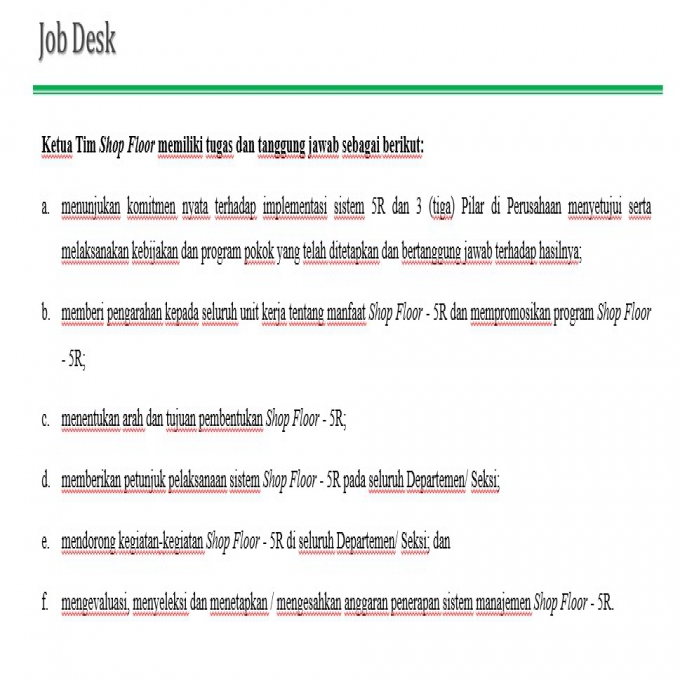 Job Desk
Ketua Tim Shop Floor memiliki tugas dan tanggung jawab sebagai berikut:
a. menunjukan komitmen nyata terhadap implementasi sistem 5R dan 3 (tiga) Pilar di Perusahaan menyetujui serta
melaksanakan kebijakan dan program pokok yang telah ditetapkan dan bertanggung jawab terhadap hasilnya;
b. memberi pengarahan kepada seluruh unit kerja tentang manfaat Shop Floor - 5R dan mempromosikan program Shop Floor
- 5R;
c. menentukan arah dan tujuan pembentukan Shop Floor - 5R;
d. memberikan petunjuk pelaksanaan sistem Shop Floor - 5R pada seluruh Departemen/ Seksi;
e. mendorong kegiatan-kegiatan Shop Floor - 5R di seluruh Departemen/ Seksi; dan
f. mengevaluasi, menyeleksi dan menetapkan / mengesahkan anggaran penerapan sistem manajemen Shop Floor - 5R.